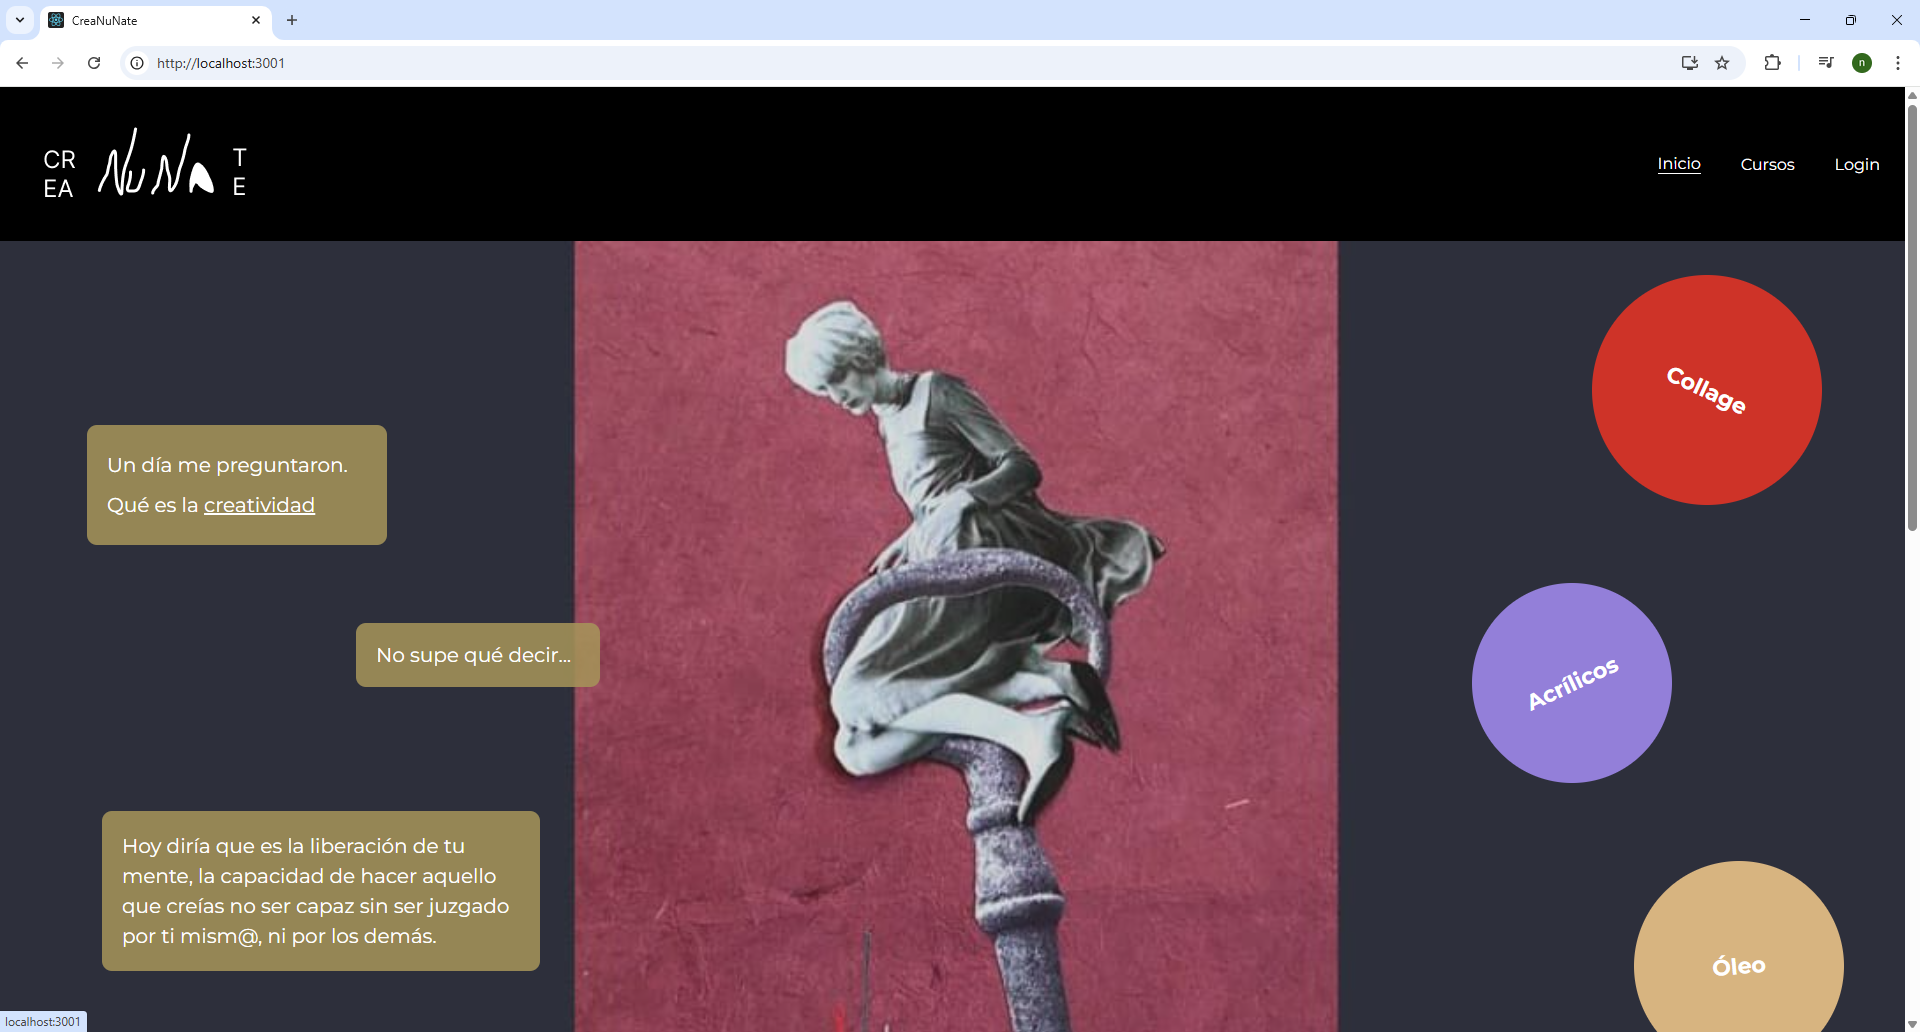 CreaNuNate
http://localhost:3001
n
CR
EA
NuNa
T
E
Inicio
Cursos
Login
Collage
Un día me preguntaron.
Qué es la creatividad
No supe qué decir...
Acrílicos
Hoy diría que es la liberación de tu
mente, la capacidad de hacer aquello
que creías no ser capaz sin ser juzgado
por ti mism@, ni por los demás.
Óleo
localhost:3001